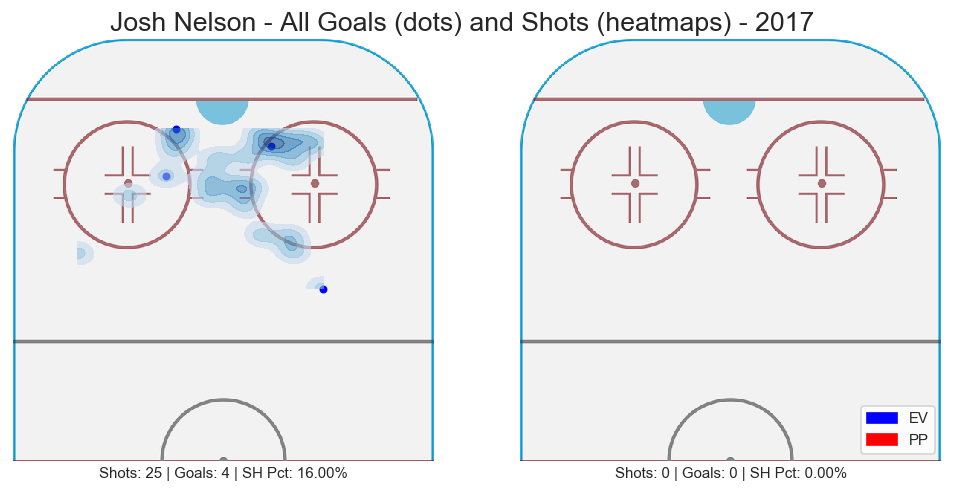 Josh Nelson - All Goals (dots) and Shots (heatmaps) - 2017
EV
PP
Shots: 25 | Goals: 4 | SH Pct: 16.00%
Shots: 0 | Goals: 0 | SH Pct: 0.00%